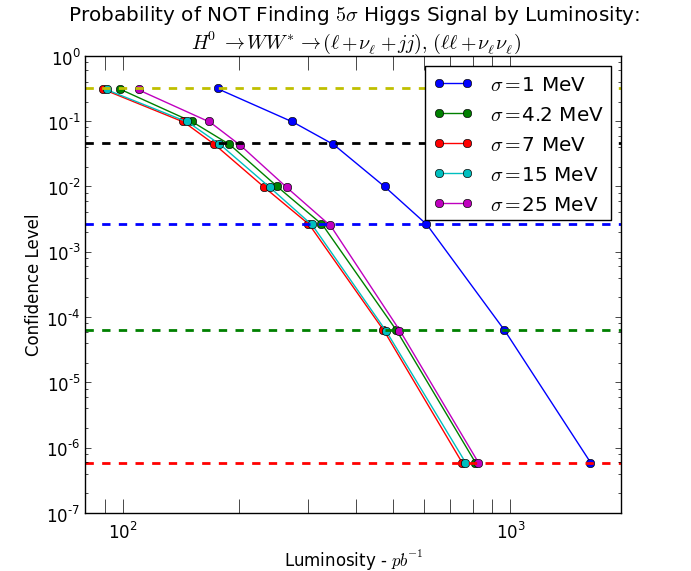 Probability of NOT Finding 5σ Higgs Signal by Luminosity:
H⁰ →WW* →(ℓ+ν_ℓ +jj), (ℓℓ+ν_ℓν_ℓ)
σ=1 MeV
σ=4.2 MeV
σ=7 MeV
σ=15 MeV
σ=25 MeV
Confidence Level
10⁰
10⁻¹
10⁻²
10⁻³
10⁻⁴
10⁻⁵
10⁻⁶
10⁻⁷
10² 10³
Luminosity - pb⁻¹